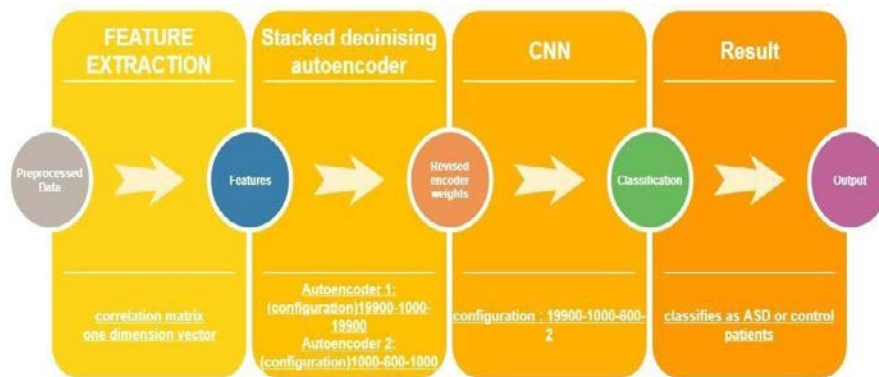 FEATURE
EXTRACTION
Stacked deoinising
autoencoder
CNN
Result
Preprocessed
Data
Features
Revised
encoder
weights
Classification
Output
correlation matrix
one dimension vector
Autoencoder 1:
(configuration)19900-1000-
19900
Autoencoder 2:
(configuration)1000-600-1000
configuration : 19900-1000-600-
2
classifies as ASD or control
patients